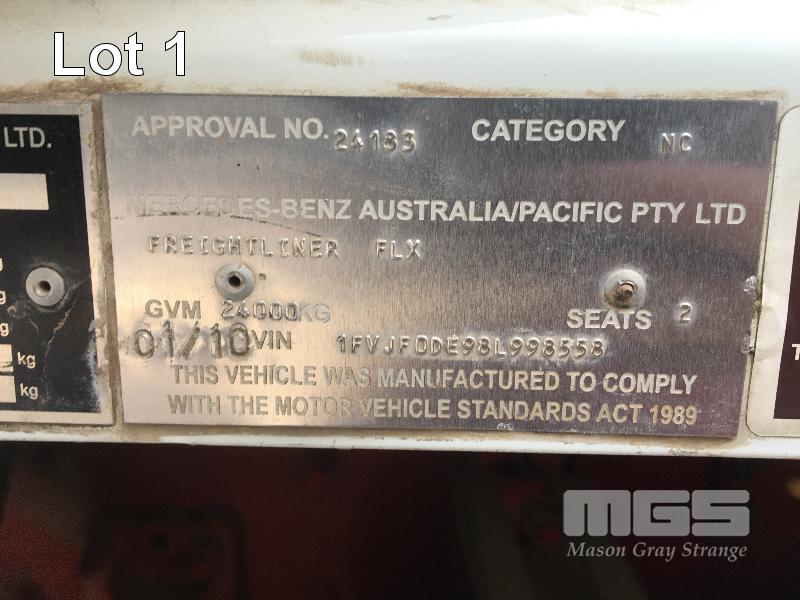 Lot 1
LTD.
APPROVAL NO. 24183 CATEGORY NC
MERCEDES-BENZ AUSTRALIA/PACIFIC PTY LTD
FREIGHTLINER FLX
GVM 24000KG SEATS 2
01/10 VIN 1FVJF0DE98L998558
THIS VEHICLE WAS MANUFACTURED TO COMPLY
WITH THE MOTOR VEHICLE STANDARDS ACT 1989
kg
kg
MGS
Mason Gray Strange